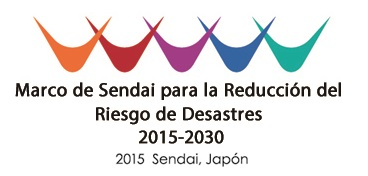 Marco de Sendai para la Reducción del
Riesgo de Desastres
2015-2030
2015 Sendai, Japón